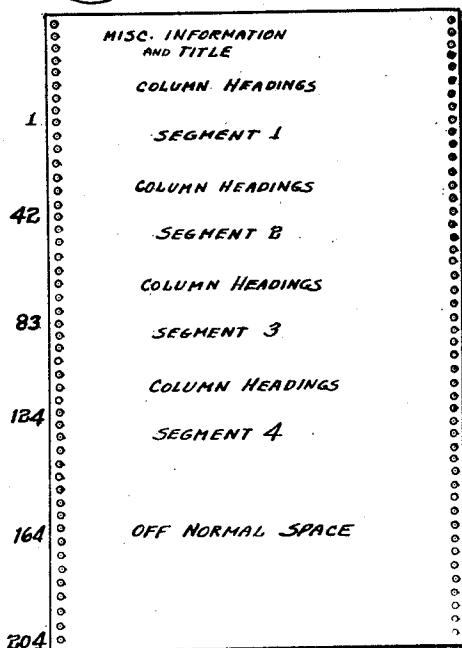 MISC. INFORMATION
AND TITLE
COLUMN HEADINGS
1
SEGMENT 1
COLUMN HEADINGS
42
SEGMENT 2
COLUMN HEADINGS
83
SEGMENT 3
COLUMN HEADINGS
124
SEGMENT 4
164 OFF NORMAL SPACE
204